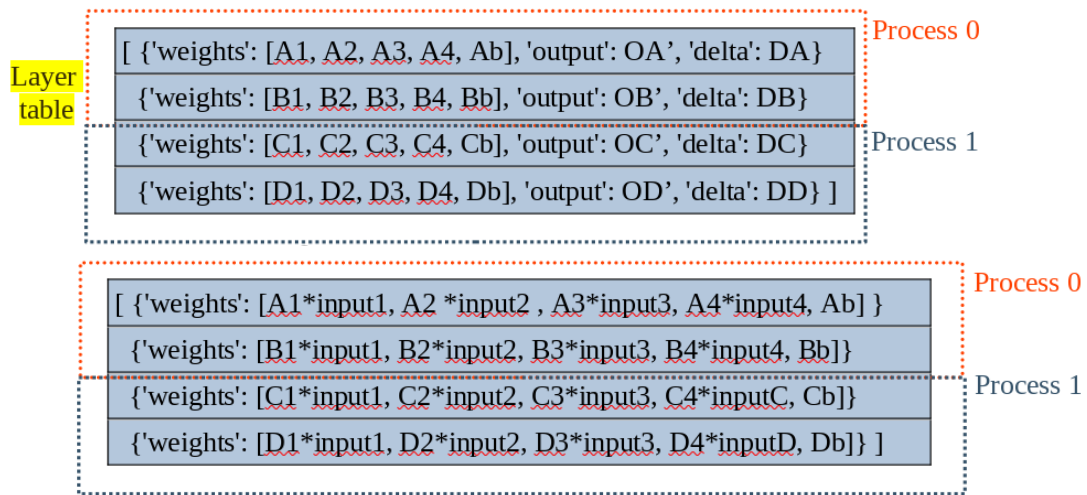 Process 0
[ {'weights': [A1, A2, A3, A4, Ab], 'output': OA’, 'delta': DA}
Layer
table
{'weights': [B1, B2, B3, B4, Bb], 'output': OB’, 'delta': DB}
Process 1
{'weights': [C1, C2, C3, C4, Cb], 'output': OC’, 'delta': DC}
{'weights': [D1, D2, D3, D4, Db], 'output': OD’, 'delta': DD} ]
Process 0
[ {'weights': [A1*input1, A2 *input2 , A3*input3, A4*input4, Ab] }
{'weights': [B1*input1, B2*input2, B3*input3, B4*input4, Bb]}
Process 1
{'weights': [C1*input1, C2*input2, C3*input3, C4*inputC, Cb]}
{'weights': [D1*input1, D2*input2, D3*input3, D4*inputD, Db]} ]